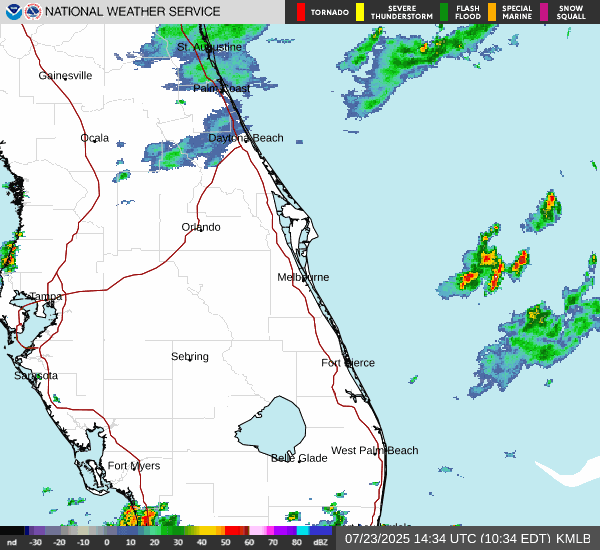 NATIONAL WEATHER SERVICE
TORNADO
SEVERE
THUNDERSTORM
FLASH
FLOOD
SPECIAL
MARINE
SNOW
SQUALL
St. Augustine
Gainesville
Palm Coast
Ocala
Daytona Beach
Orlando
Melbourne
Tampa
Sebring
Fort Pierce
Sarasota
West Palm Beach
Belle Glade
Fort Myers
nd -30 -20 -10 0 10 20 30 40 50 60 70 80 dBZ
07/23/2025 14:34 UTC (10:34 EDT) KMLB